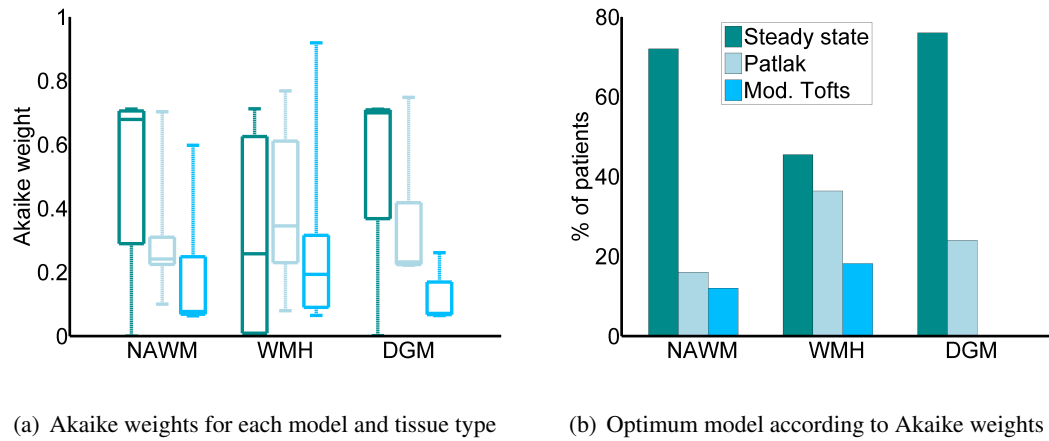 1
0.8
0.6
0.4
0.2
0
Akaike weight
NAWM WMH DGM
80
60
40
20
0
% of patients
Steady state
Patlak
Mod. Tofts
NAWM WMH DGM
(a) Akaike weights for each model and tissue type
(b) Optimum model according to Akaike weights